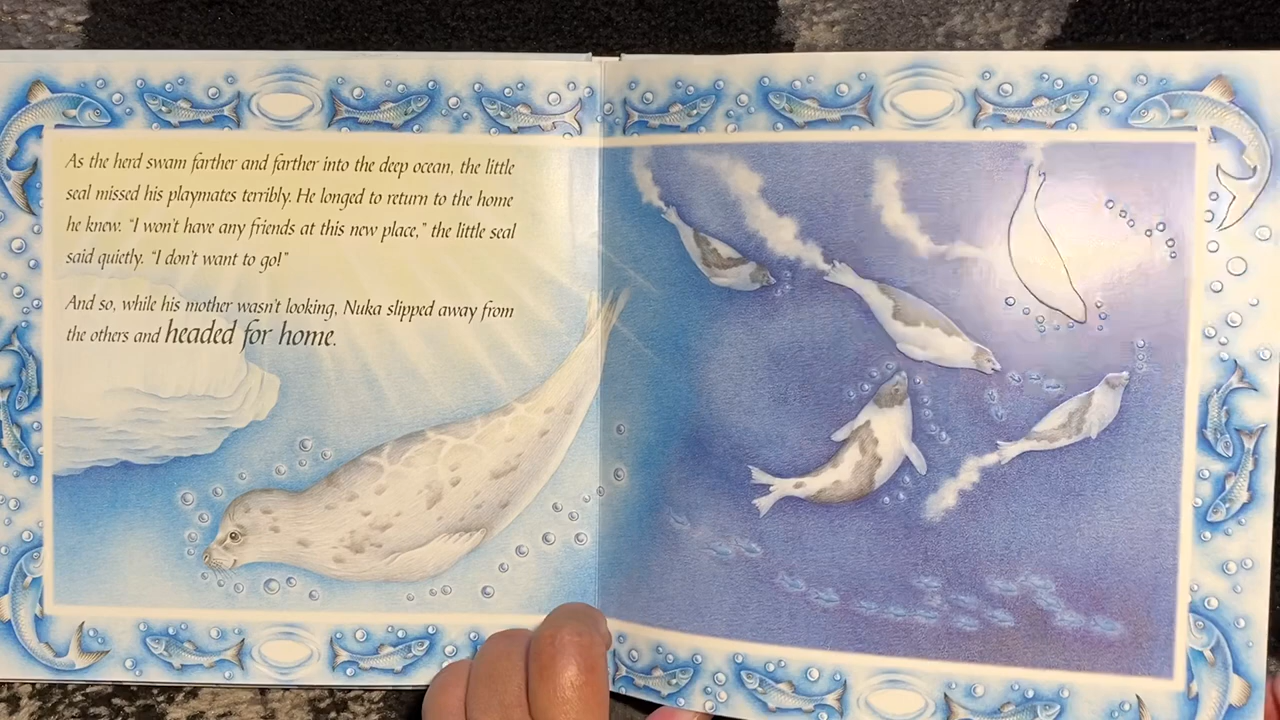 As the herd swam farther and farther into the deep ocean, the little
seal missed his playmates terribly. He longed to return to the home
he knew. "I won't have any friends at this new place," the little seal
said quietly. "I don't want to go!"
And so, while his mother wasn't looking, Nuka slipped away from
the others and headed for home.